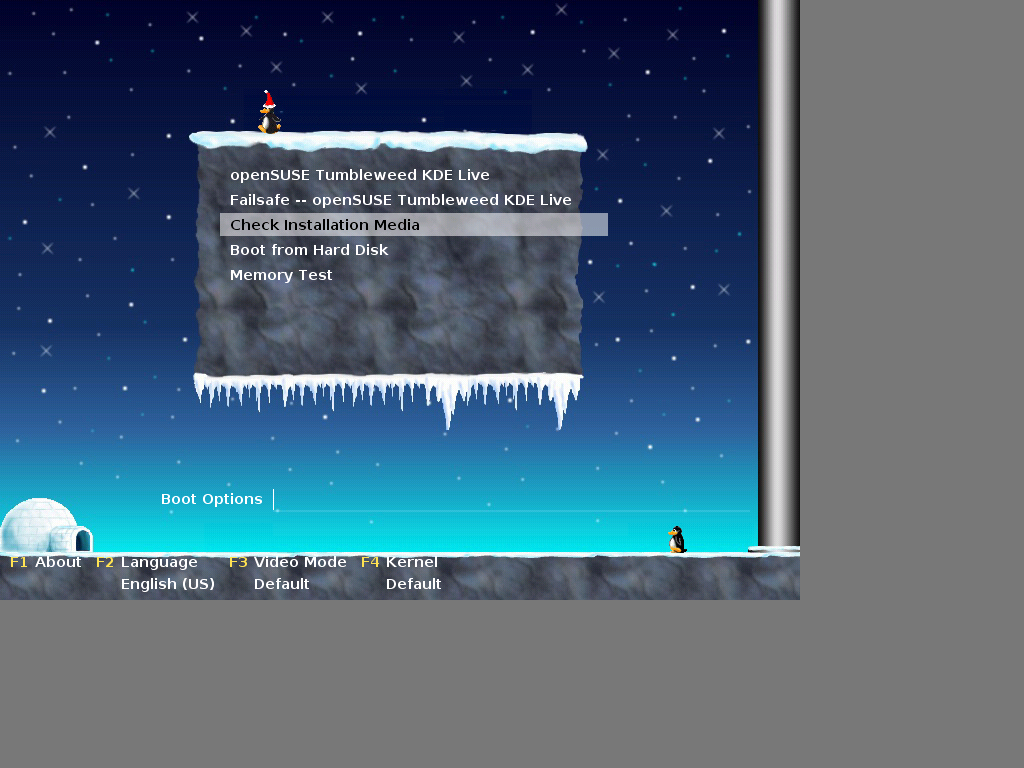 openSUSE Tumbleweed KDE Live
Failsafe -- openSUSE Tumbleweed KDE Live
Check Installation Media
Boot from Hard Disk
Memory Test
Boot Options
F1 About F2 Language F3 Video Mode F4 Kernel
English (US) Default Default